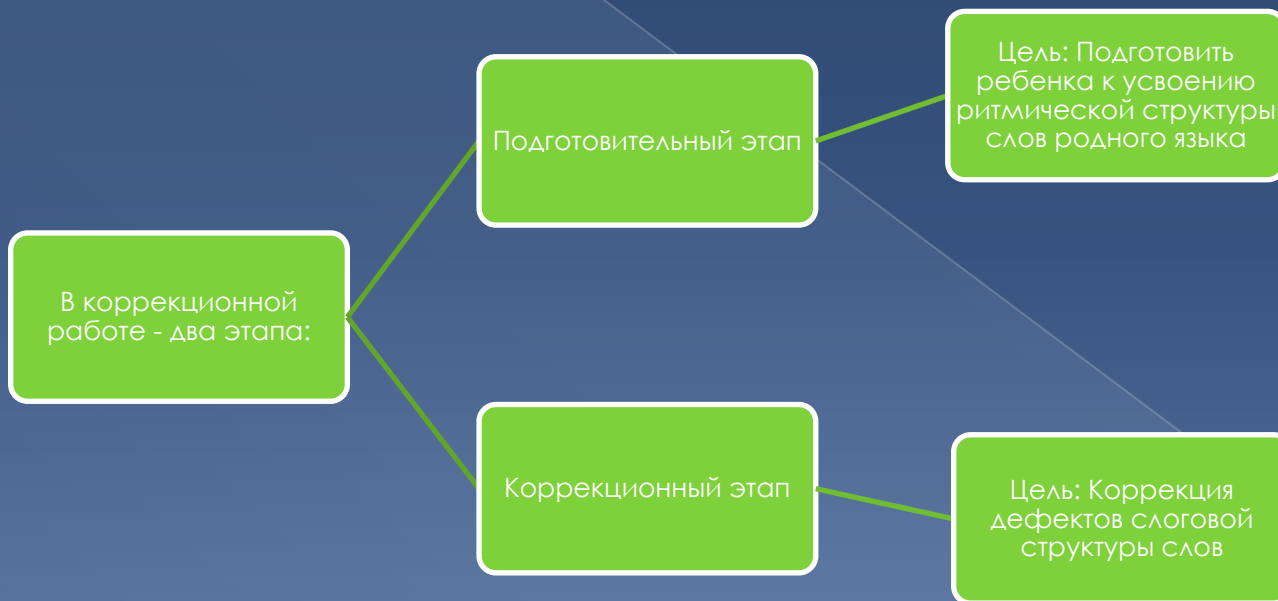 В коррекционной
работе - два этапа:
Подготовительный этап
Цель: Подготовить
ребенка к усвоению
ритмической структуры
слов родного языка
Коррекционный этап
Цель: Коррекция
дефектов слоговой
структуры слов